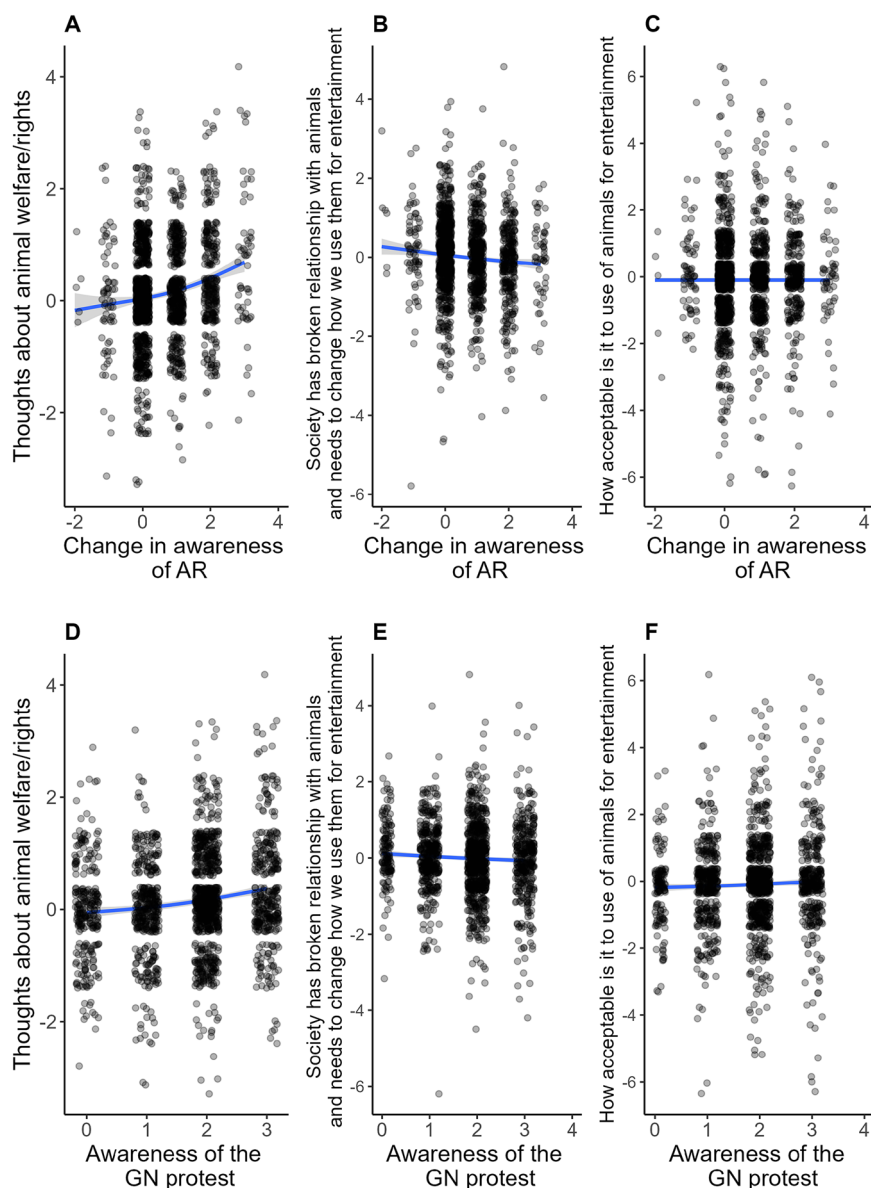 A
B
C
Thoughts about animal welfare/rights
4
2
0
-2
-2
0
2
4
Change in awareness
of AR
Society has broken relationship with animals
and needs to change how we use them for entertainment
4
2
0
-2
-4
-6
-2
0
2
4
Change in awareness
of AR
How acceptable is it to use of animals for entertainment
6
4
2
0
-2
-4
-6
-2
0
2
4
Change in awareness
of AR
D
E
F
Thoughts about animal welfare/rights
4
2
0
-2
0
1
2
3
Awareness of the
GN protest
Society has broken relationship with animals
and needs to change how we use them for entertainment
4
2
0
-2
-4
-6
0
1
2
3
4
Awareness of the
GN protest
How acceptable is it to use of animals for entertainment
6
4
2
0
-2
-4
-6
0
1
2
3
4
Awareness of the
GN protest